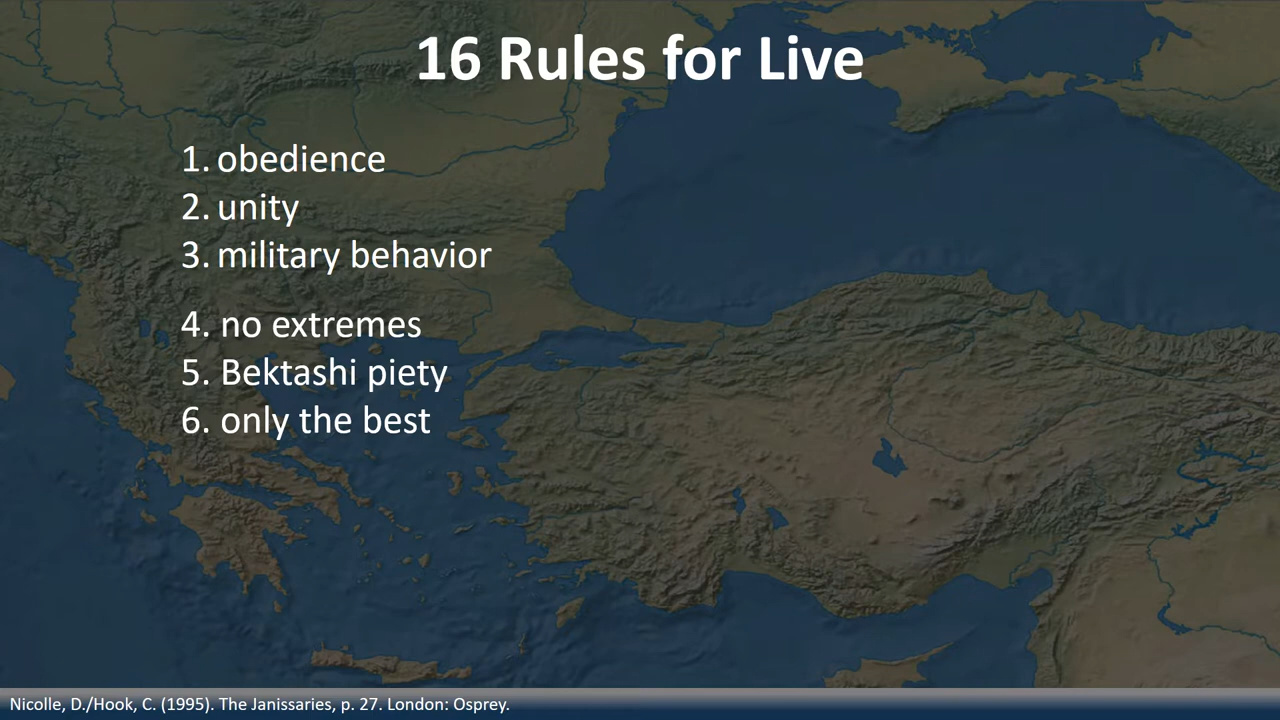 16 Rules for Live
1. obedience
2. unity
3. military behavior
4. no extremes
5. Bektashi piety
6. only the best
Nicolle, D./Hook, C. (1995). The Janissaries, p. 27. London: Osprey.